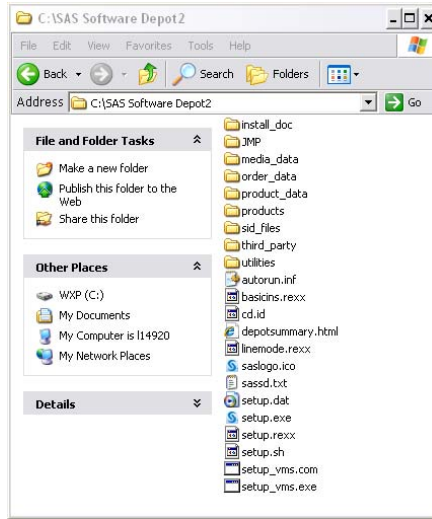 C:\SAS Software Depot2
File Edit View Favorites Tools Help
Back Search Folders
Address C:\SAS Software Depot2 Go
File and Folder Tasks
Make a new folder
Publish this folder to the
Web
Share this folder
Other Places
WXP (C:)
My Documents
My Computer is l14920
My Network Places
Details
install_doc
JMP
media_data
order_data
product_data
products
sid_files
third_party
utilities
autorun.inf
basicins.rexx
cd.id
depotsummary.html
linemode.rexx
saslogo.ico
sassd.txt
setup.dat
setup.exe
setup.rexx
setup.sh
setup_vms.com
setup_vms.exe